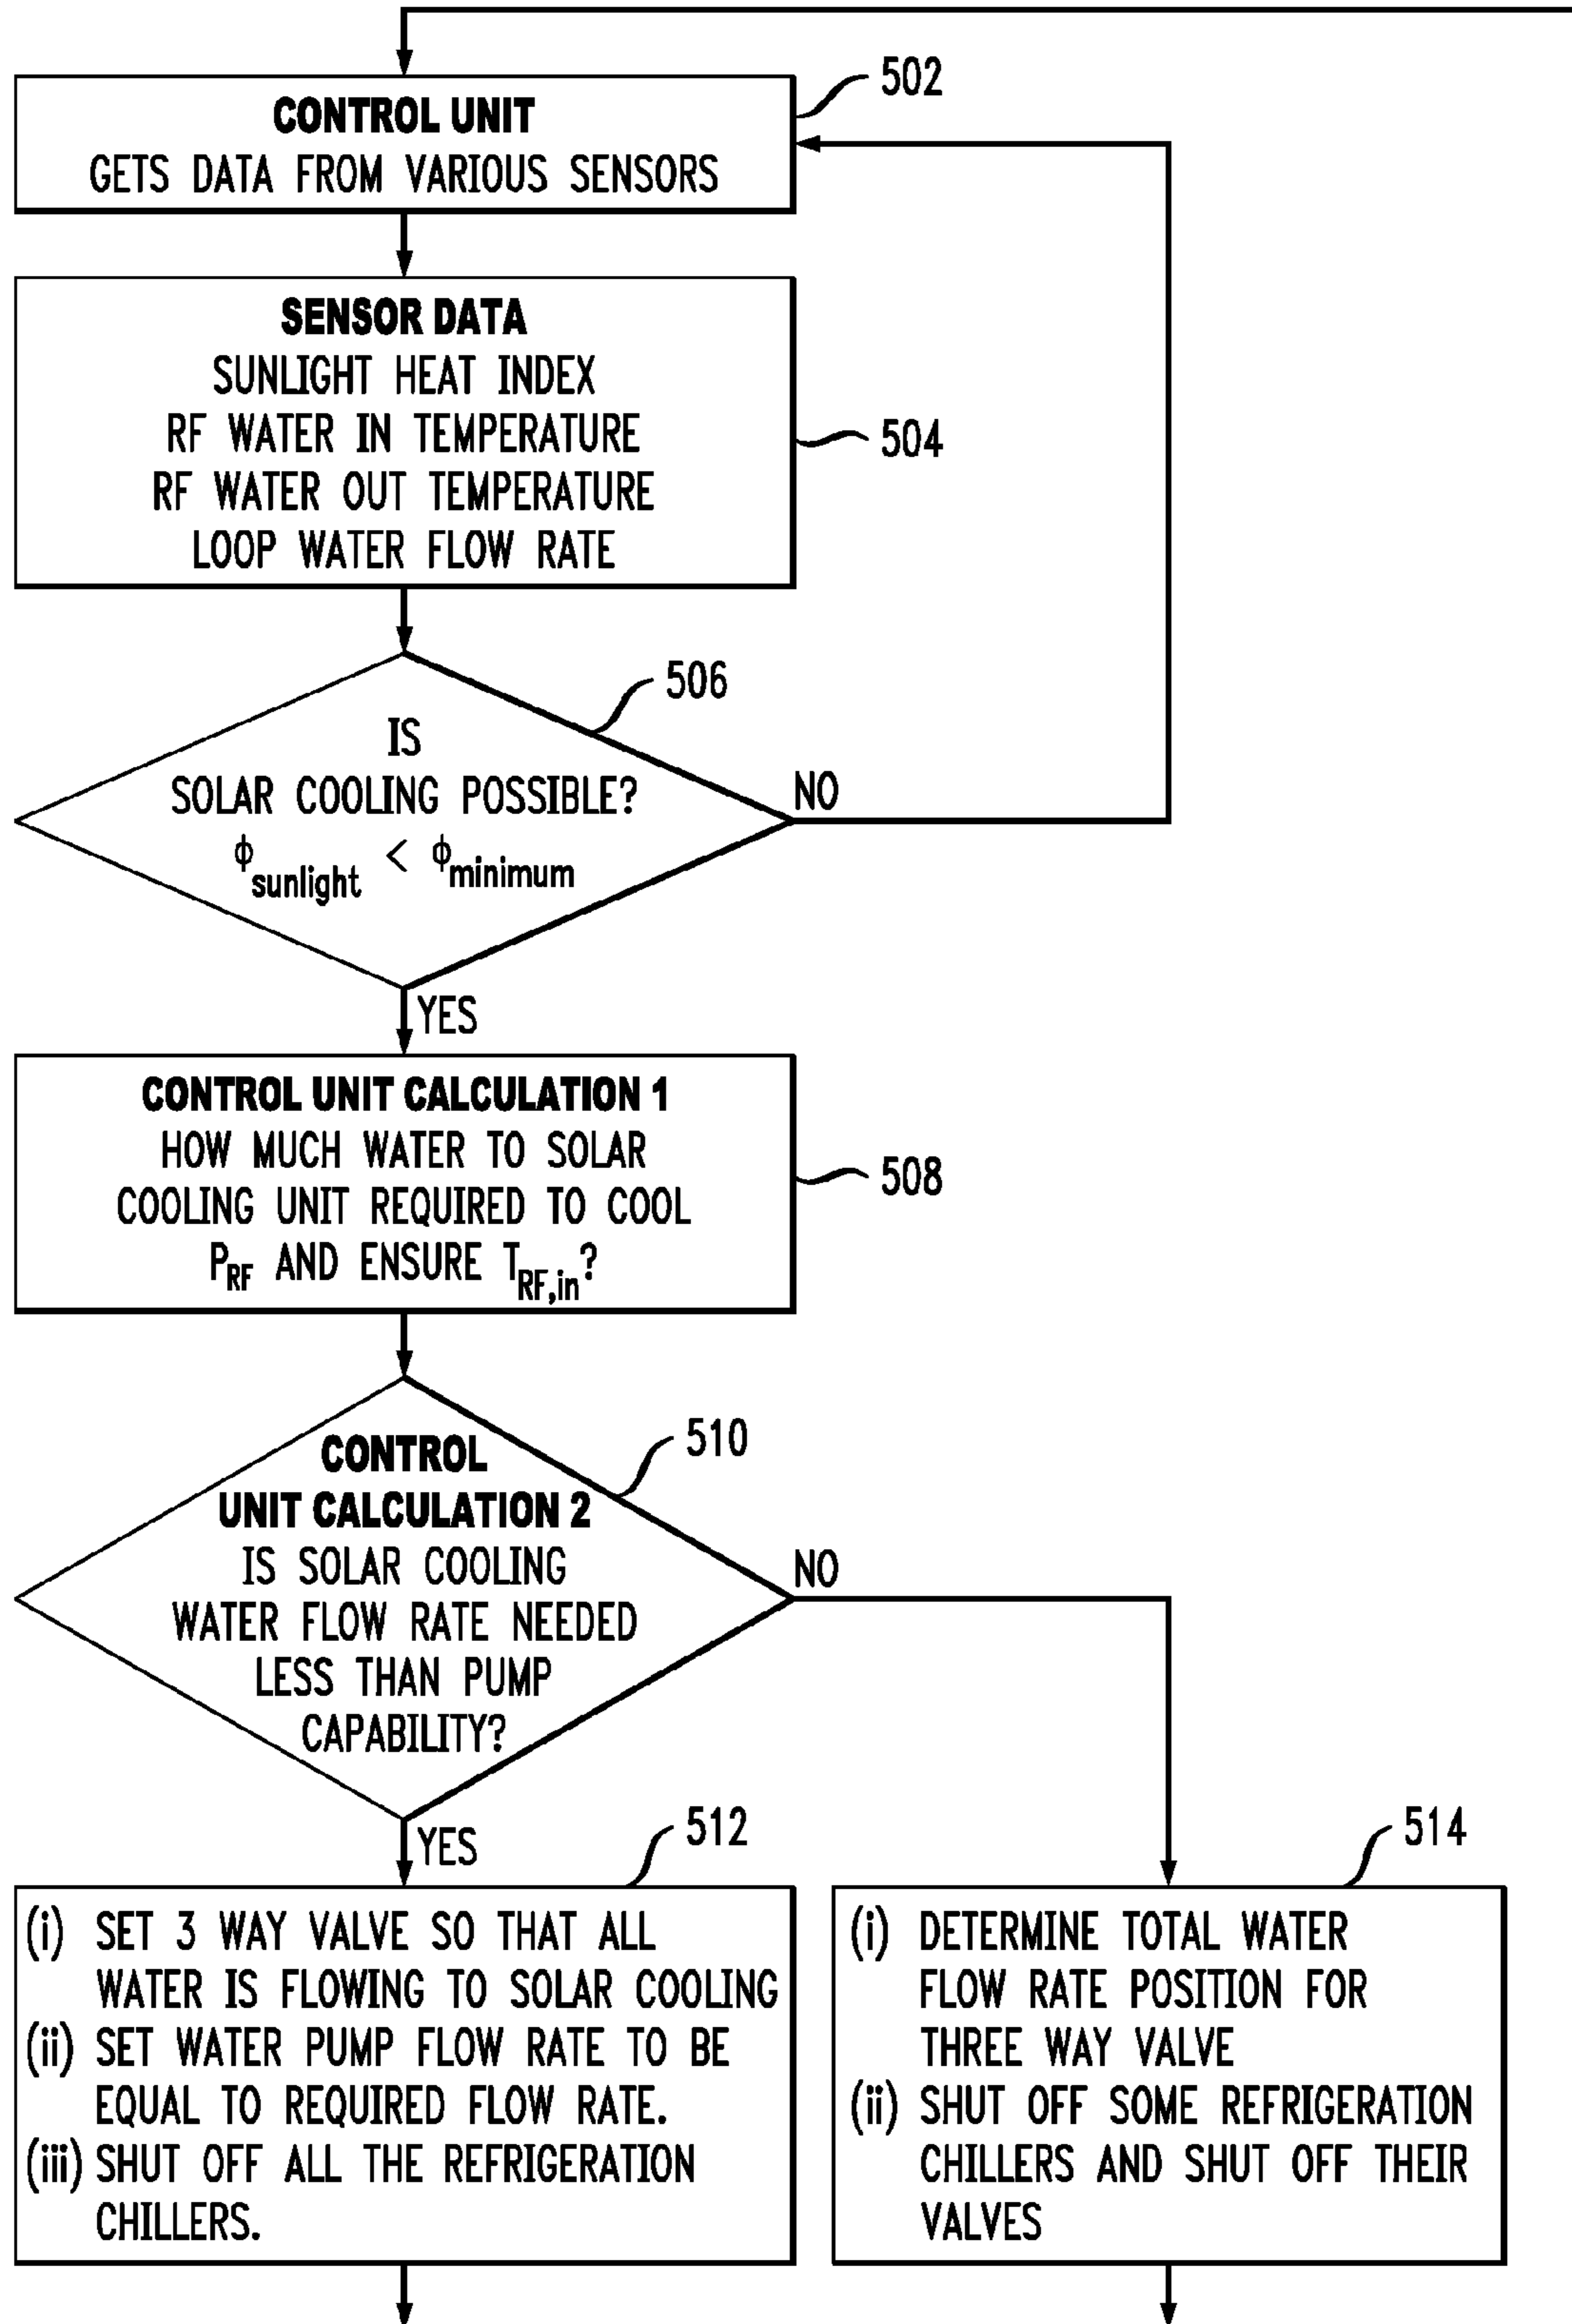 CONTROL UNIT
GETS DATA FROM VARIOUS SENSORS
502
SENSOR DATA
SUNLIGHT HEAT INDEX
RF WATER IN TEMPERATURE
RF WATER OUT TEMPERATURE
LOOP WATER FLOW RATE
504
506
IS
SOLAR COOLING POSSIBLE?
ϕsunlight < ϕminimum
NO
YES
CONTROL UNIT CALCULATION 1
HOW MUCH WATER TO SOLAR
COOLING UNIT REQUIRED TO COOL
PRF AND ENSURE TRF,in?
508
510
CONTROL
UNIT CALCULATION 2
IS SOLAR COOLING
WATER FLOW RATE NEEDED
LESS THAN PUMP
CAPABILITY?
NO
YES
512
(i) SET 3 WAY VALVE SO THAT ALL
WATER IS FLOWING TO SOLAR COOLING
(ii) SET WATER PUMP FLOW RATE TO BE
EQUAL TO REQUIRED FLOW RATE.
(iii) SHUT OFF ALL THE REFRIGERATION
CHILLERS.
514
(i) DETERMINE TOTAL WATER
FLOW RATE POSITION FOR
THREE WAY VALVE
(ii) SHUT OFF SOME REFRIGERATION
CHILLERS AND SHUT OFF THEIR
VALVES